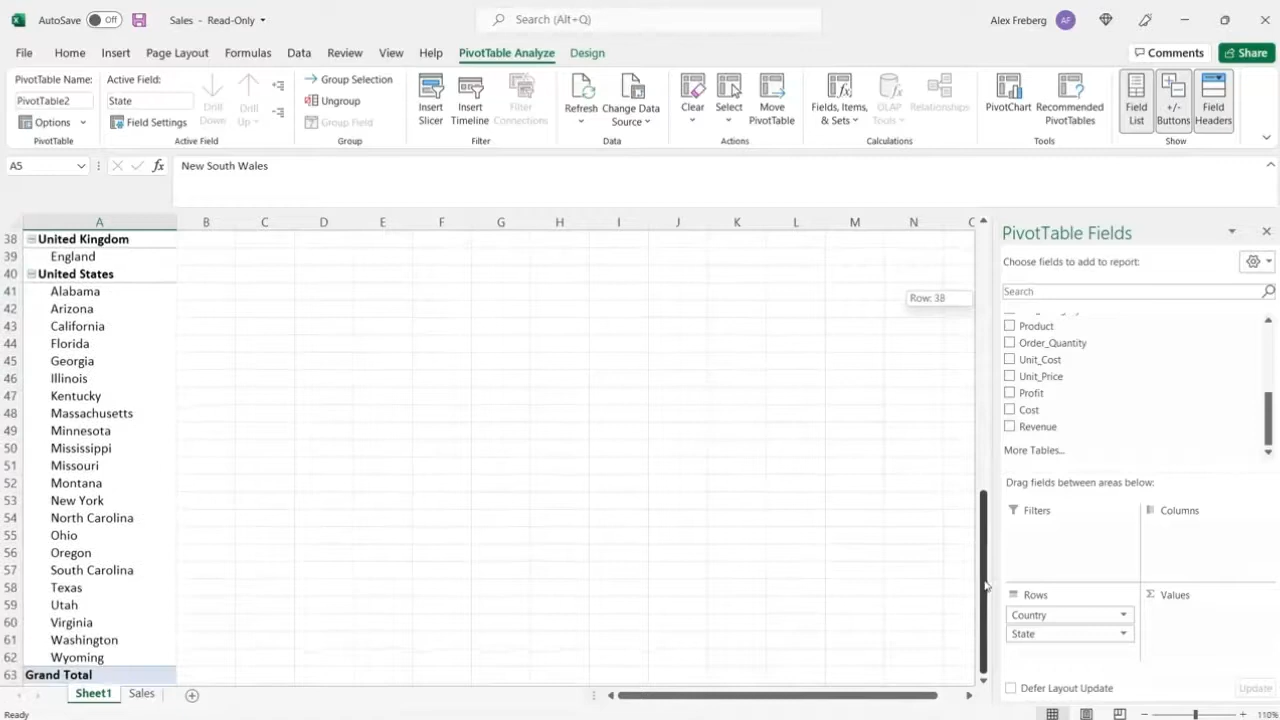 AutoSave Off Sales - Read-Only Search (Alt+Q) Alex Freberg AF
File Home Insert Page Layout Formulas Data Review View Help PivotTable Analyze Design Comments Share
PivotTable Name: Active Field:
PivotTable2 State
Options Field Settings
PivotTable Active Field
Drill Down
Drill Up
Group Selection
Ungroup
Group Field
Group
Insert Slicer
Insert Timeline
Filter Connections
Filter
Refresh
Change Data Source
Data
Clear
Select
Move PivotTable
Actions
Fields, Items, & Sets
OLAP Tools
Relationships
Calculations
PivotChart
Recommended PivotTables
Tools
Field List
+/- Buttons
Field Headers
Show
A5 fx New South Wales
A B C D E F G H I J K L M N
38 United Kingdom
39 England
40 United States
41 Alabama
42 Arizona
43 California
44 Florida
45 Georgia
46 Illinois
47 Kentucky
48 Massachusetts
49 Minnesota
50 Mississippi
51 Missouri
52 Montana
53 New York
54 North Carolina
55 Ohio
56 Oregon
57 South Carolina
58 Texas
59 Utah
60 Virginia
61 Washington
62 Wyoming
63 Grand Total
Row: 38
PivotTable Fields
Choose fields to add to report:
Search
Product
Order_Quantity
Unit_Cost
Unit_Price
Profit
Cost
Revenue
More Tables...
Drag fields between areas below:
Filters Columns
Rows Σ Values
Country
State
Defer Layout Update Update
Sheet1 Sales
Ready 110%